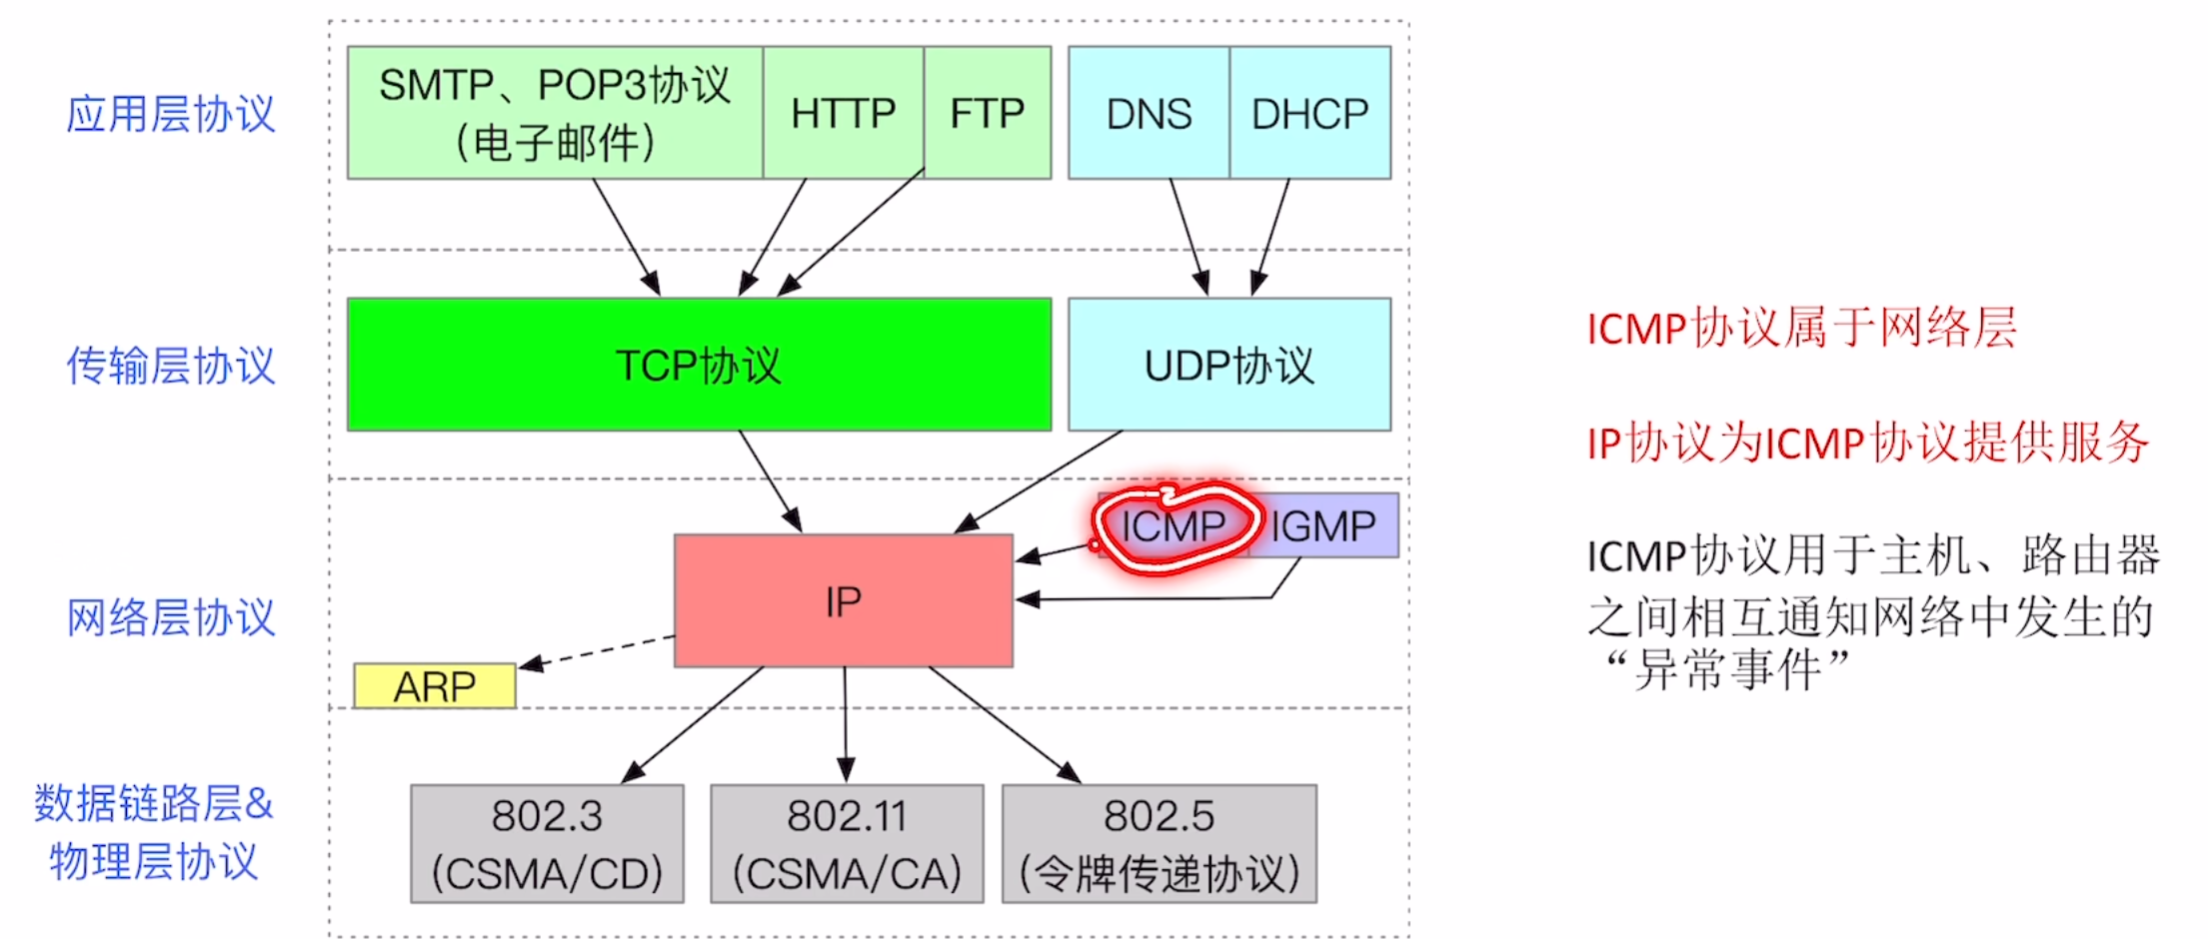 应用层协议
SMTP、POP3协议
（电子邮件）
HTTP
FTP
DNS
DHCP
传输层协议
TCP协议
UDP协议
ICMP协议属于网络层
IP协议为ICMP协议提供服务
ICMP
IGMP
ICMP协议用于主机、路由器
之间相互通知网络中发生的
“异常事件”
网络层协议
IP
ARP
数据链路层&
物理层协议
802.3
(CSMA/CD)
802.11
(CSMA/CA)
802.5
(令牌传递协议)